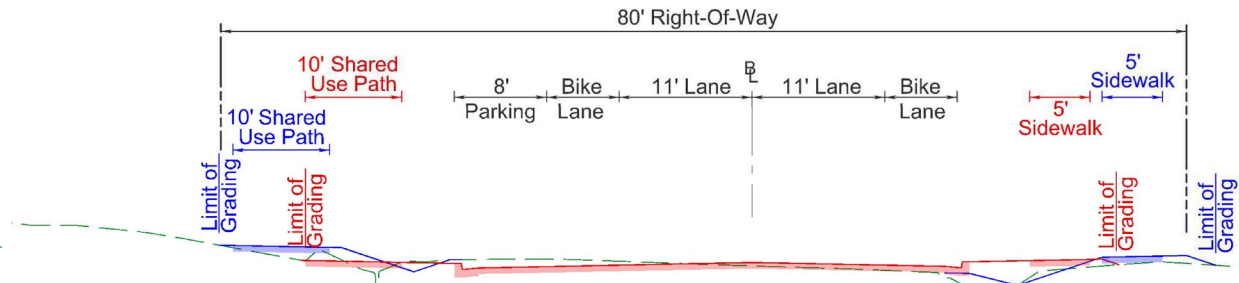 80' Right-Of-Way
10' Shared
Use Path
8'
Parking
Bike
Lane
11' Lane
BL
11' Lane
Bike
Lane
5'
Sidewalk
10' Shared
Use Path
5'
Sidewalk
Limit of
Grading
Limit of
Grading
Limit of
Grading
Limit of
Grading